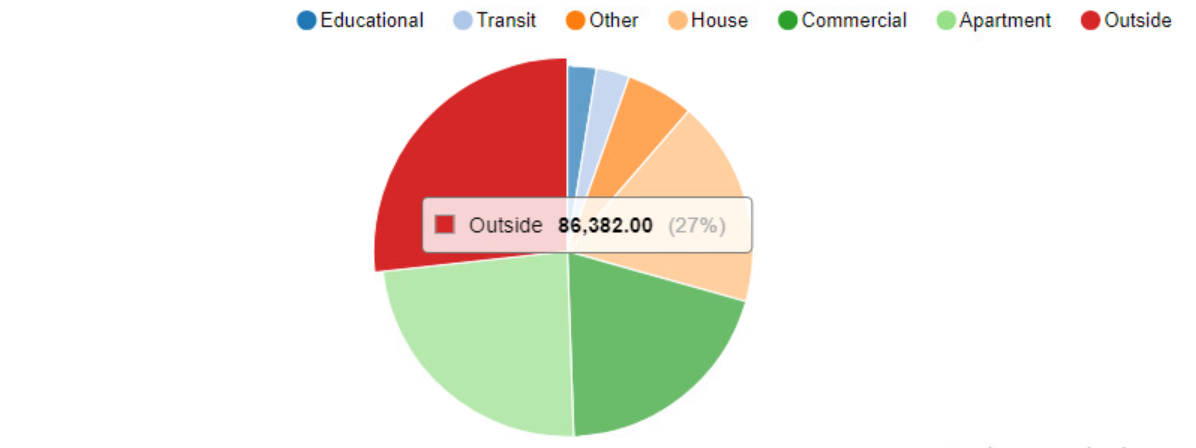 Educational Transit Other House Commercial Apartment Outside
Outside 86,382.00 (27%)